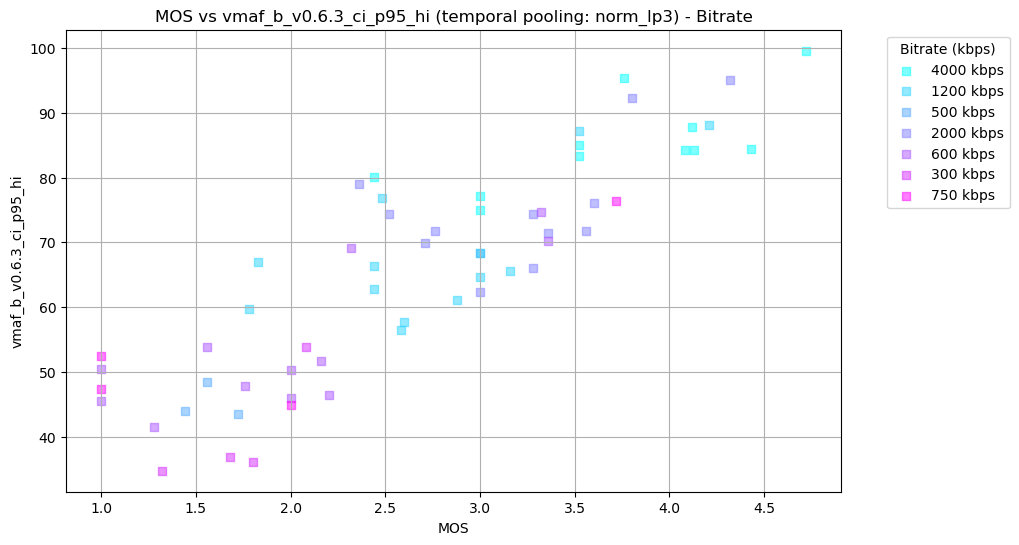 MOS vs vmaf_b_v0.6.3_ci_p95_hi (temporal pooling: norm_lp3) - Bitrate
vmaf_b_v0.6.3_ci_p95_hi
100
90
80
70
60
50
40
1.0 1.5 2.0 2.5 3.0 3.5 4.0 4.5
MOS
Bitrate (kbps)
4000 kbps
1200 kbps
500 kbps
2000 kbps
600 kbps
300 kbps
750 kbps